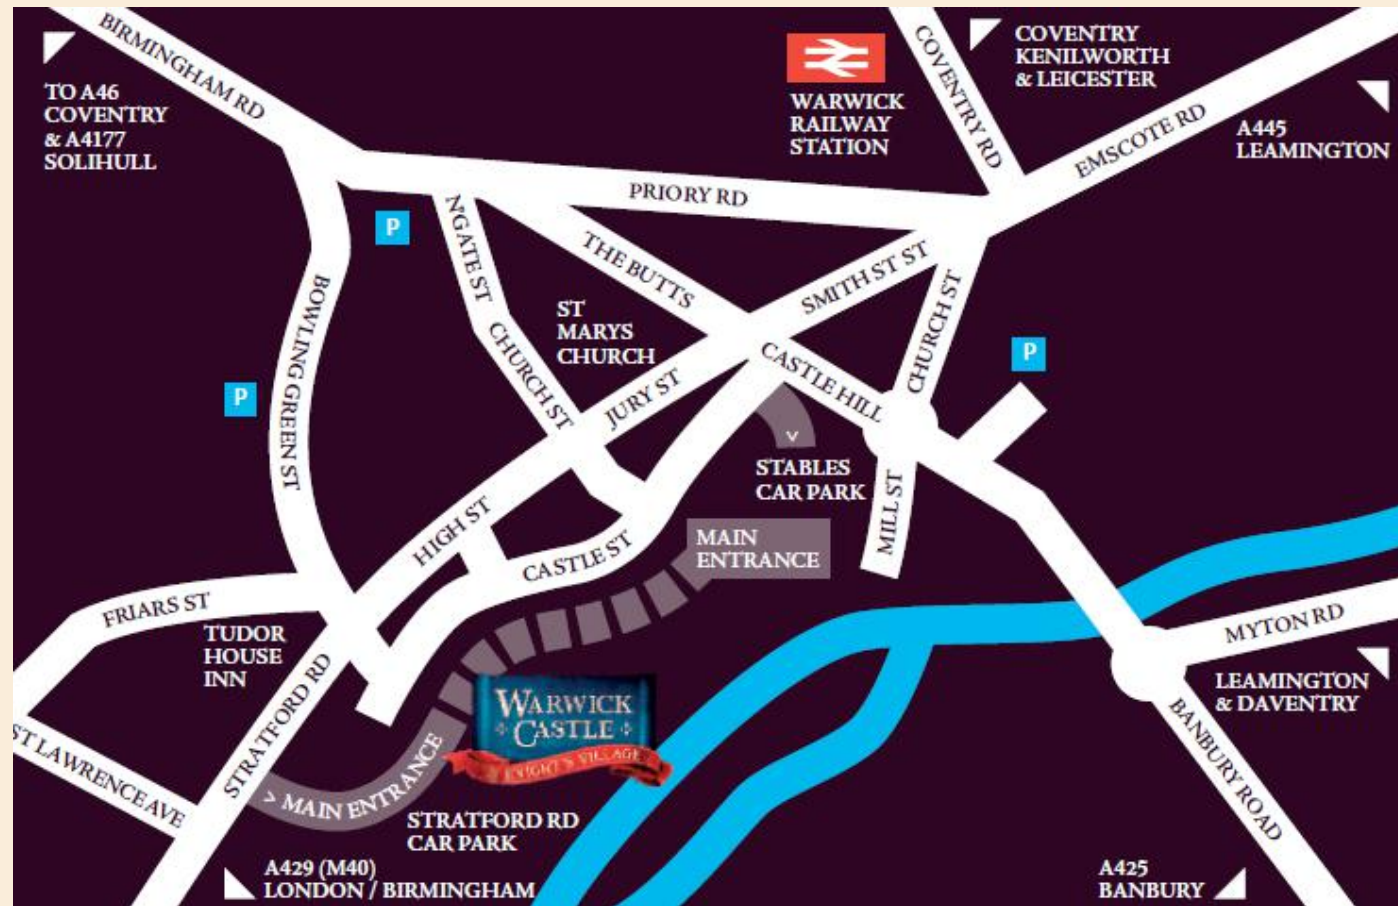 BIRMINGHAM RD
TO A46
COVENTRY
& A4177
SOLIHULL
WARWICK
RAILWAY
STATION
COVENTRY RD
COVENTRY
KENILWORTH
& LEICESTER
EMSCOTE RD
A445
LEAMINGTON
PRIORY RD
P
N'GATE ST
THE BUTTS
SMITH ST ST
BOWLING GREEN ST
ST
MARYS
CHURCH
CHURCH ST
JURY ST
CASTLE HILL
CHURCH ST
P
P
STABLES
CAR PARK
MILL ST
HIGH ST
CASTLE ST
MAIN
ENTRANCE
FRIARS ST
TUDOR
HOUSE
INN
MYTON RD
LEAMINGTON
& DAVENTRY
STRATFORD RD
WARWICK
CASTLE
KNIGHT'S VILLAGE
ST LAWRENCE AVE
> MAIN ENTRANCE
STRATFORD RD
CAR PARK
BANBURY ROAD
A429 (M40)
LONDON / BIRMINGHAM
A425
BANBURY